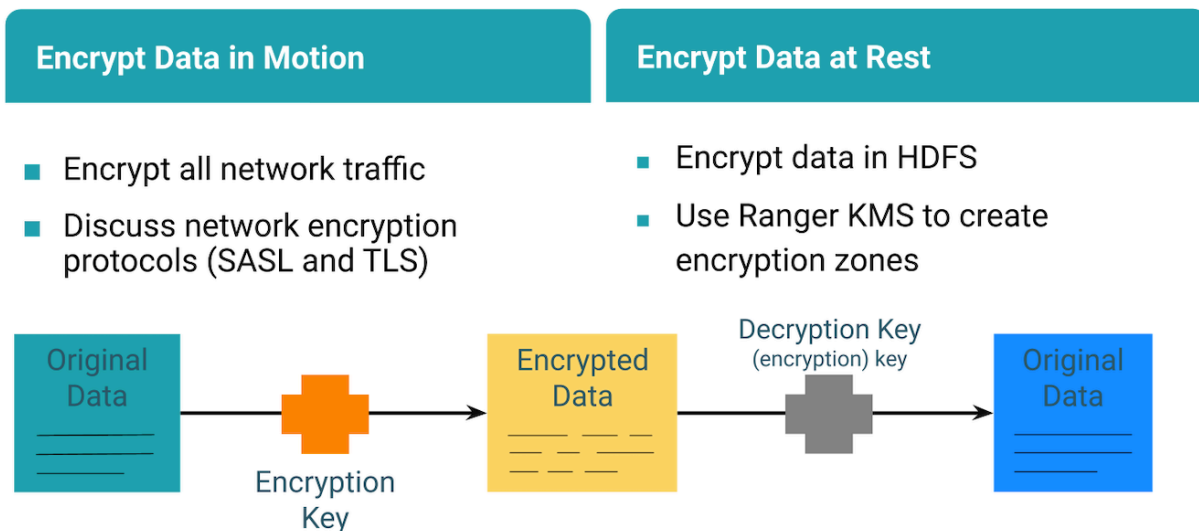 Encrypt Data in Motion
Encrypt all network traffic
Discuss network encryption
protocols (SASL and TLS)
Encrypt Data at Rest
Encrypt data in HDFS
Use Ranger KMS to create
encryption zones
Original
Data
Encryption
Key
Encrypted
Data
Decryption Key
(encryption) key
Original
Data